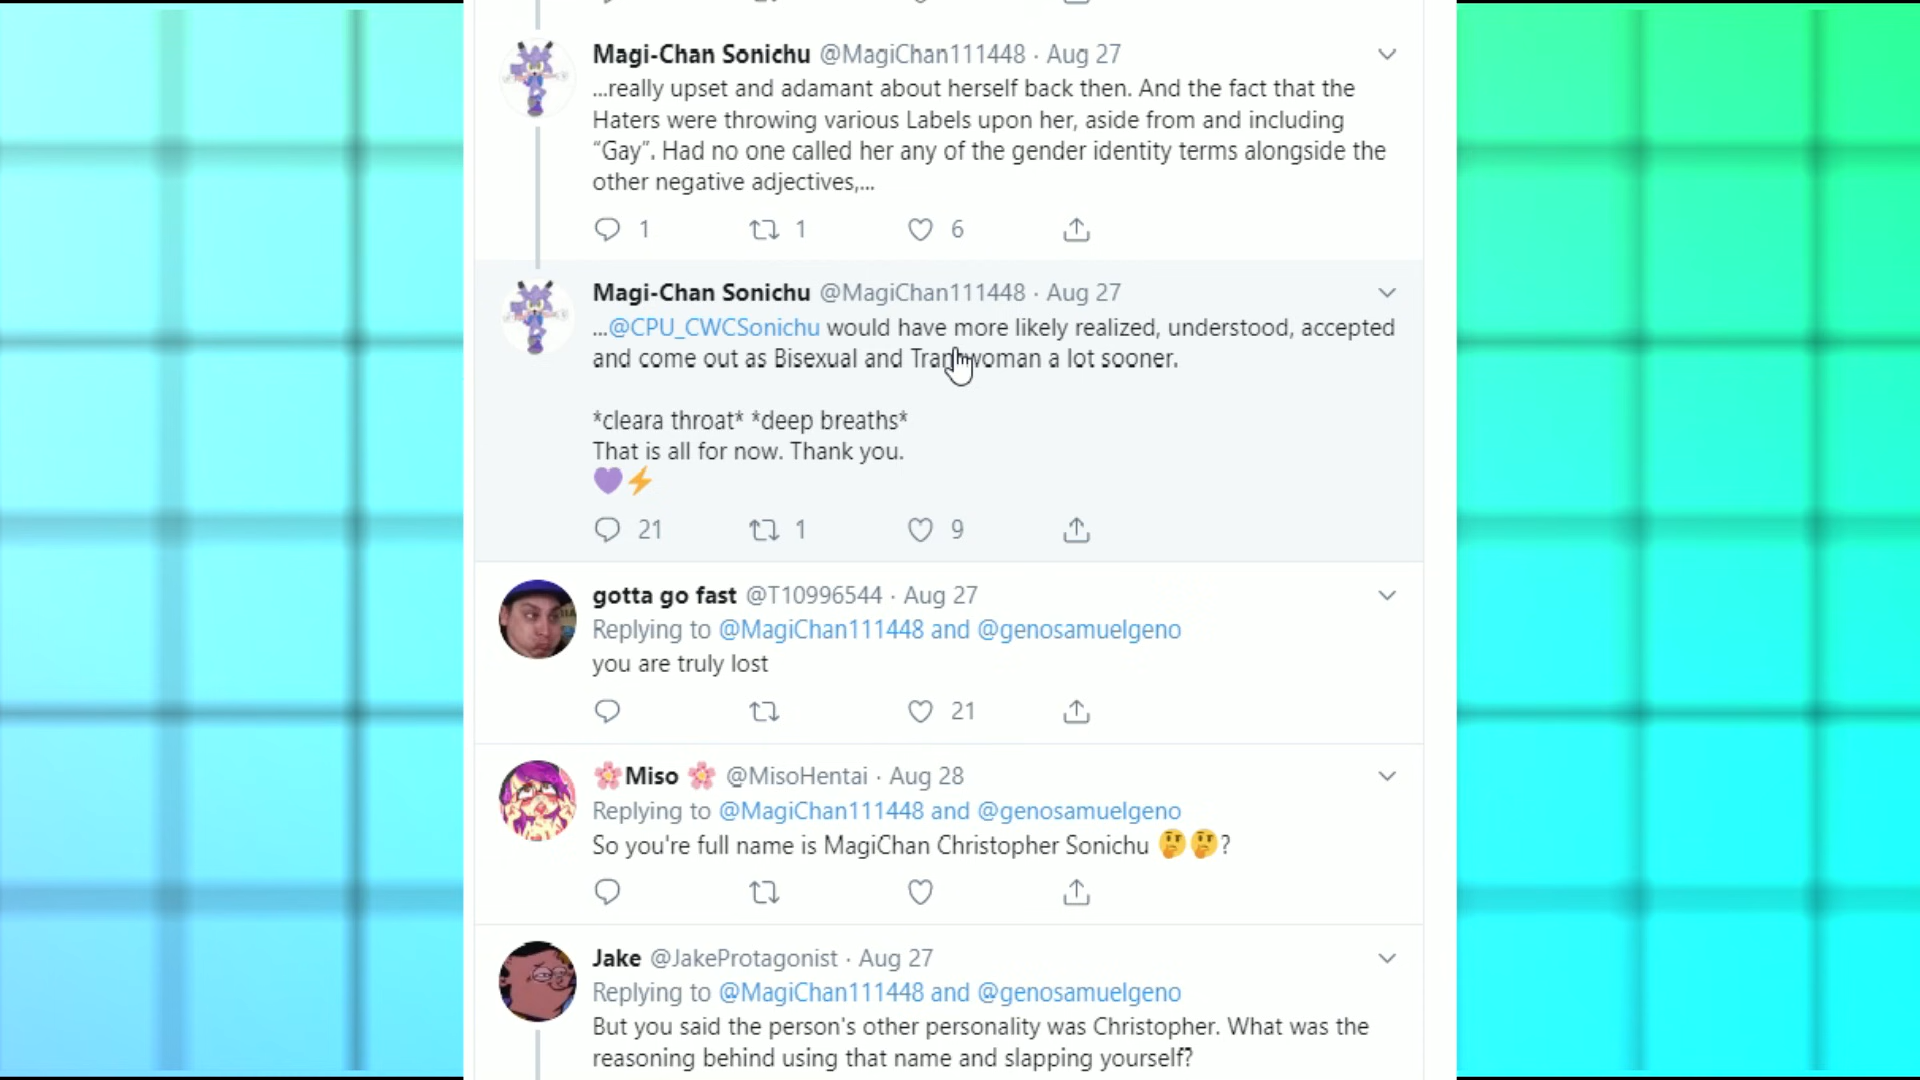 Magi-Chan Sonichu @MagiChan111448 · Aug 27
...really upset and adamant about herself back then. And the fact that the
Haters were throwing various Labels upon her, aside from and including
“Gay”. Had no one called her any of the gender identity terms alongside the
other negative adjectives,...
1 1 6
Magi-Chan Sonichu @MagiChan111448 · Aug 27
...@CPU_CWCSonichu would have more likely realized, understood, accepted
and come out as Bisexual and Transwoman a lot sooner.
*cleara throat* *deep breaths*
That is all for now. Thank you.
💜⚡
21 1 9
gotta go fast @T10996544 · Aug 27
Replying to @MagiChan111448 and @genosamuelgeno
you are truly lost
21
🌸Miso 🌸 @MisoHentai · Aug 28
Replying to @MagiChan111448 and @genosamuelgeno
So you're full name is MagiChan Christopher Sonichu 🤔🤔?
Jake @JakeProtagonist · Aug 27
Replying to @MagiChan111448 and @genosamuelgeno
But you said the person's other personality was Christopher. What was the
reasoning behind using that name and slapping yourself?